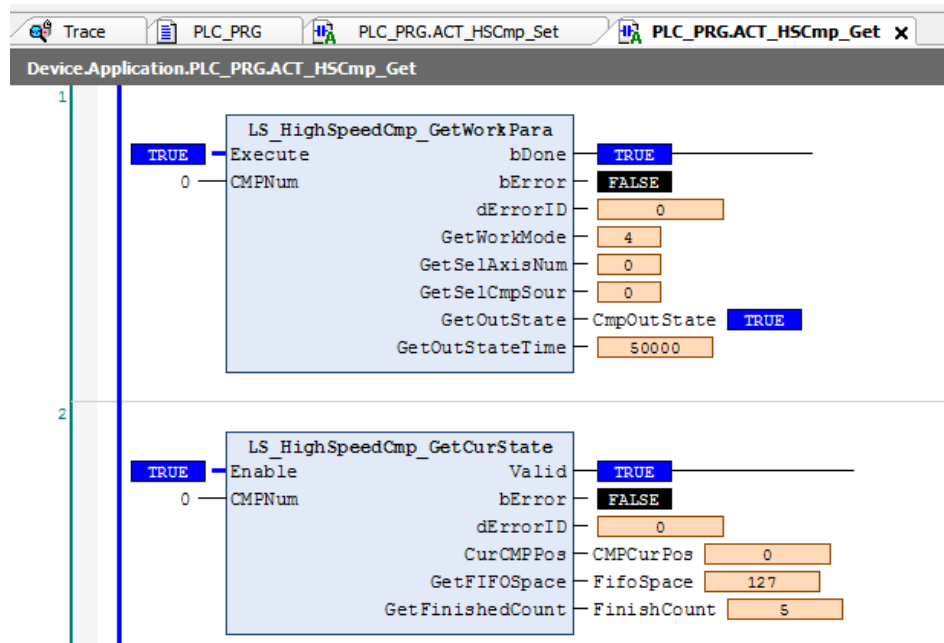 Trace PLC_PRG PLC_PRG.ACT_HSCmp_Set PLC_PRG.ACT_HSCmp_Get X
Device.Application.PLC_PRG.ACT_HSCmp_Get
1
LS_HighSpeedCmp_GetWorkPara
TRUE Execute bDone TRUE
0 CMPNum bError FALSE
dErrorID 0
GetWorkMode 4
GetSelAxisNum 0
GetSelCmpSour 0
GetOutState CmpOutState TRUE
GetOutStateTime 50000
2
LS_HighSpeedCmp_GetCurState
TRUE Enable Valid TRUE
0 CMPNum bError FALSE
dErrorID 0
CurCMPPos CMPCurPos 0
GetFIFOSpace FifoSpace 127
GetFinishedCount FinishCount 5